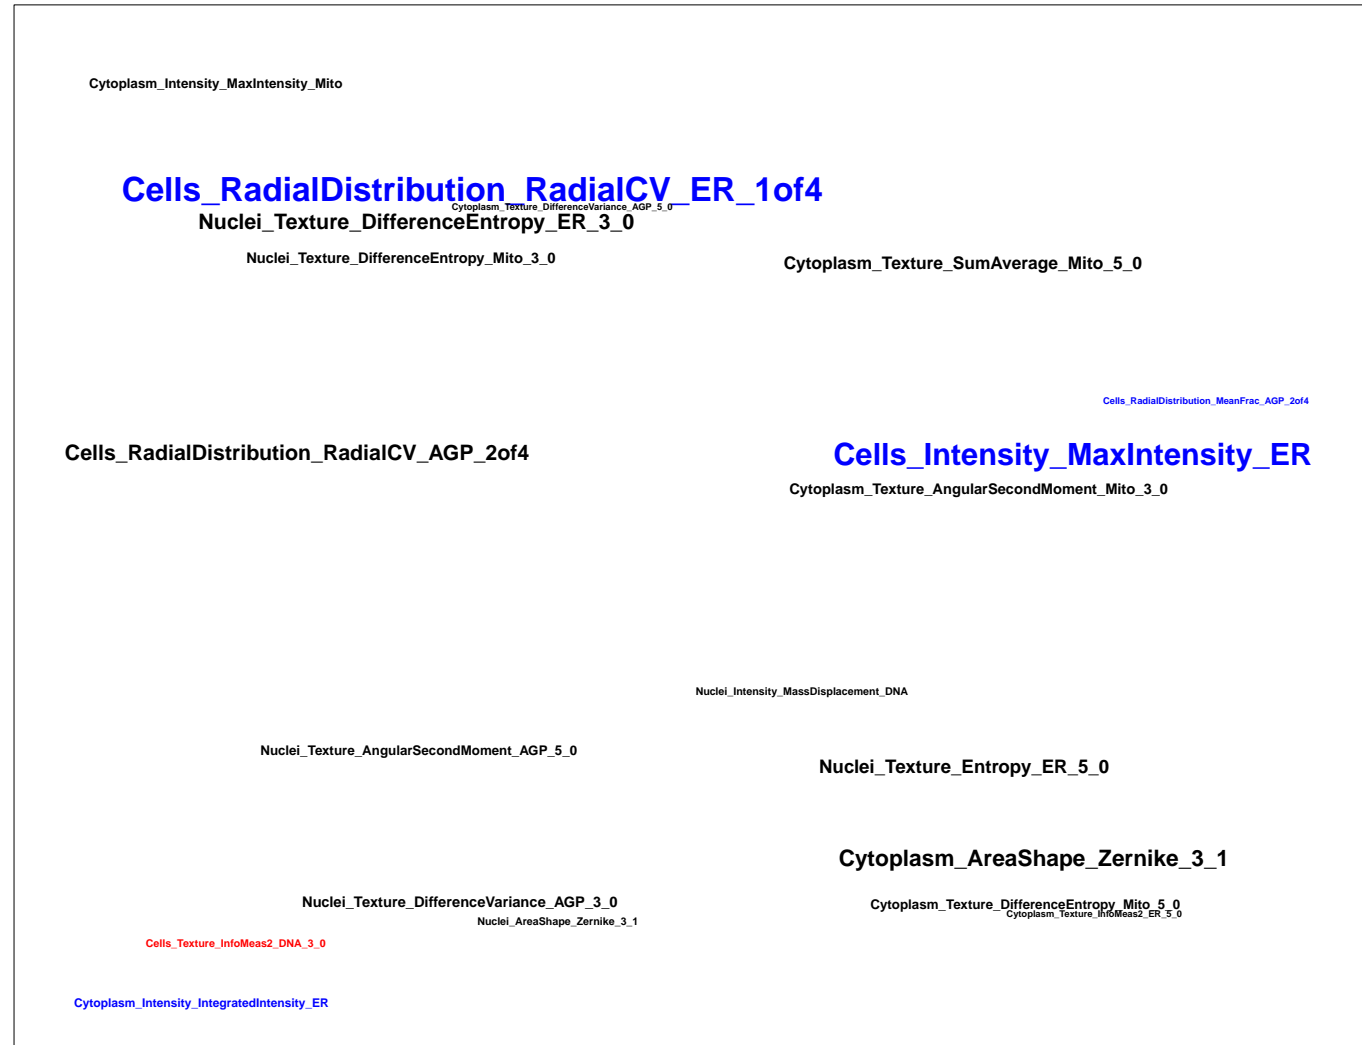 Cytoplasm_Intensity_MaxIntensity_Mito
Cells_RadialDistribution_RadialCV_ER_1of4
Cytoplasm_Texture_DifferenceVariance_AGP_5_0
Nuclei_Texture_DifferenceEntropy_ER_3_0
Nuclei_Texture_DifferenceEntropy_Mito_3_0
Cytoplasm_Texture_SumAverage_Mito_5_0
Cells_RadialDistribution_MeanFrac_AGP_2of4
Cells_RadialDistribution_RadialCV_AGP_2of4
Cells_Intensity_MaxIntensity_ER
Cytoplasm_Texture_AngularSecondMoment_Mito_3_0
Nuclei_Intensity_MassDisplacement_DNA
Nuclei_Texture_AngularSecondMoment_AGP_5_0
Nuclei_Texture_Entropy_ER_5_0
Cytoplasm_AreaShape_Zernike_3_1
Nuclei_Texture_DifferenceVariance_AGP_3_0
Cytoplasm_Texture_DifferenceEntropy_Mito_5_0
Cytoplasm_Texture_InfoMeas2_ER_5_0
Nuclei_AreaShape_Zernike_3_1
Cells_Texture_InfoMeas2_DNA_3_0
Cytoplasm_Intensity_IntegratedIntensity_ER